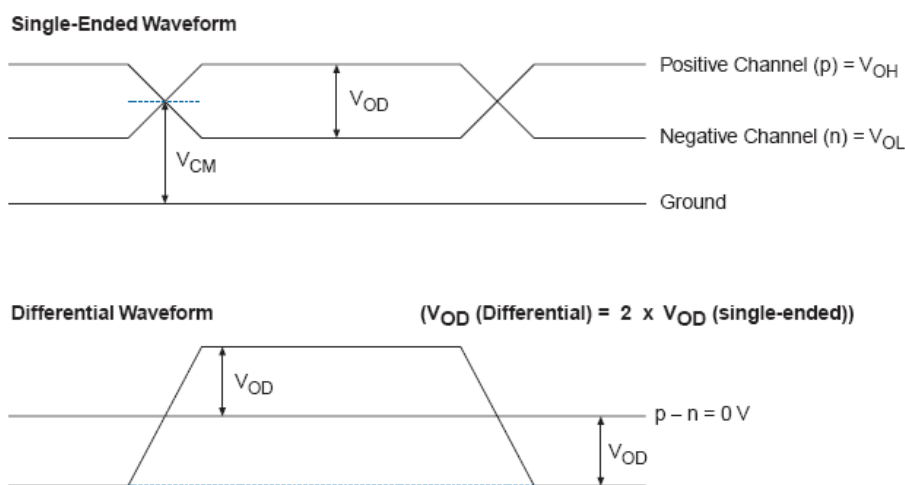 Single-Ended Waveform
Positive Channel (p) = VOH
VOD
Negative Channel (n) = VOL
VCM
Ground
Differential Waveform
(VOD (Differential) = 2 x VOD (single-ended))
VOD
p – n = 0 V
VOD